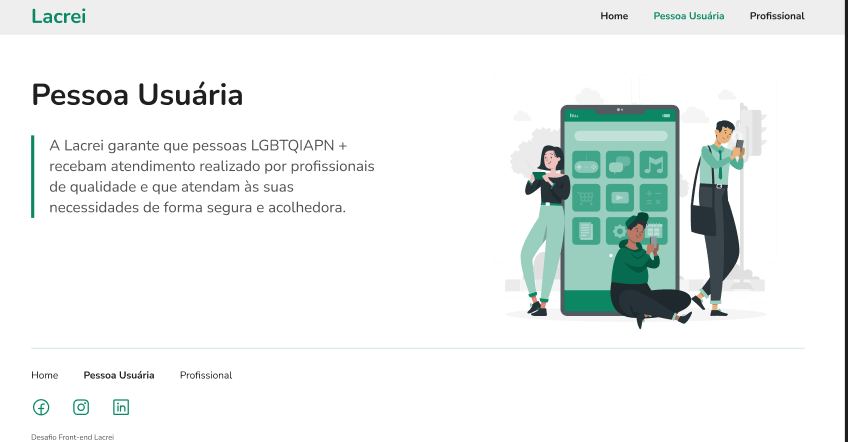 Lacrei
Home Pessoa Usuária Profissional
Pessoa Usuária
A Lacrei garante que pessoas LGBTQIAPN +
recebam atendimento realizado por profissionais
de qualidade e que atendam às suas
necessidades de forma segura e acolhedora.
Home Pessoa Usuária Profissional
Desafio Front-end Lacrei